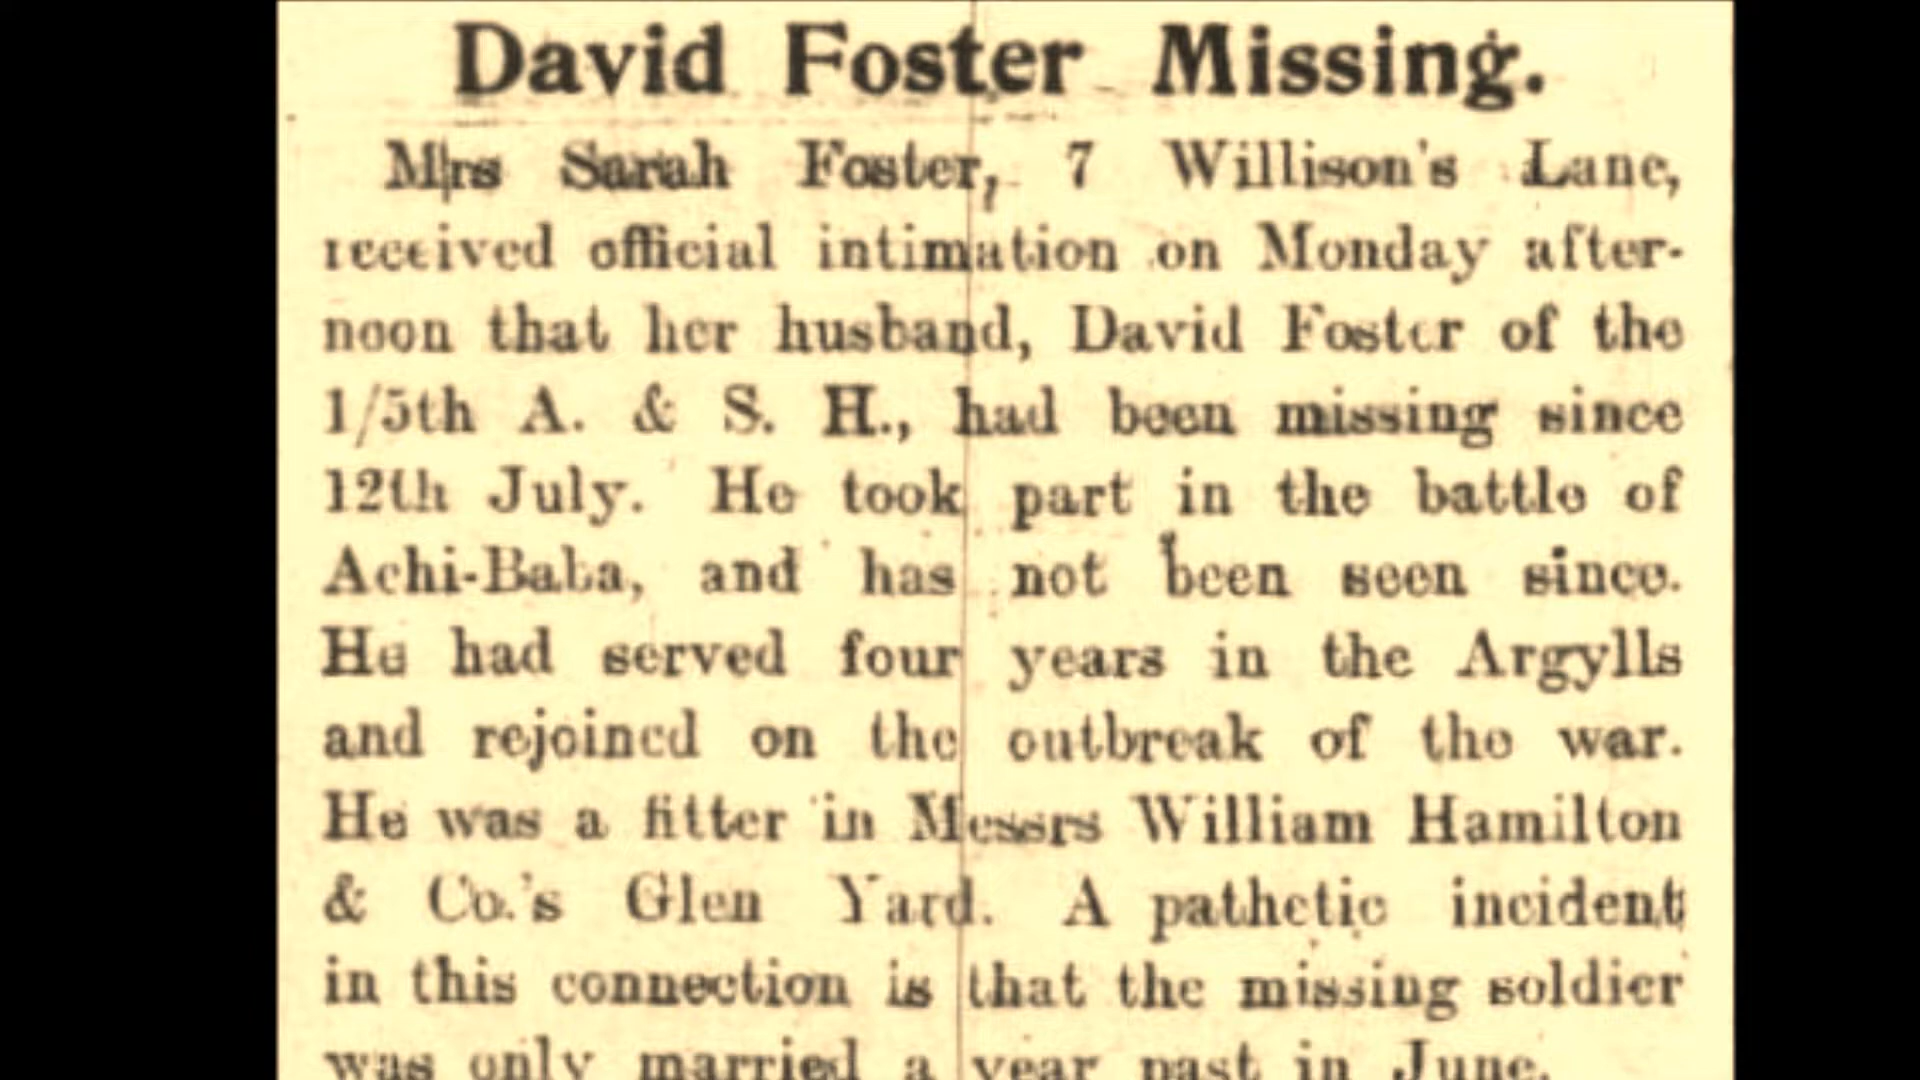 David Foster Missing.
Mrs Sarah Foster, 7 Willison's Lane,
received official intimation on Monday after-
noon that her husband, David Foster of the
1/5th A. & S. H., had been missing since
12th July. He took part in the battle of
Achi-Baba, and has not been seen since.
He had served four years in the Argylls
and rejoined on the outbreak of the war.
He was a fitter in Messrs William Hamilton
& Co.'s Glen Yard. A pathetic incident
in this connection is that the missing soldier
was only married a year past in June.